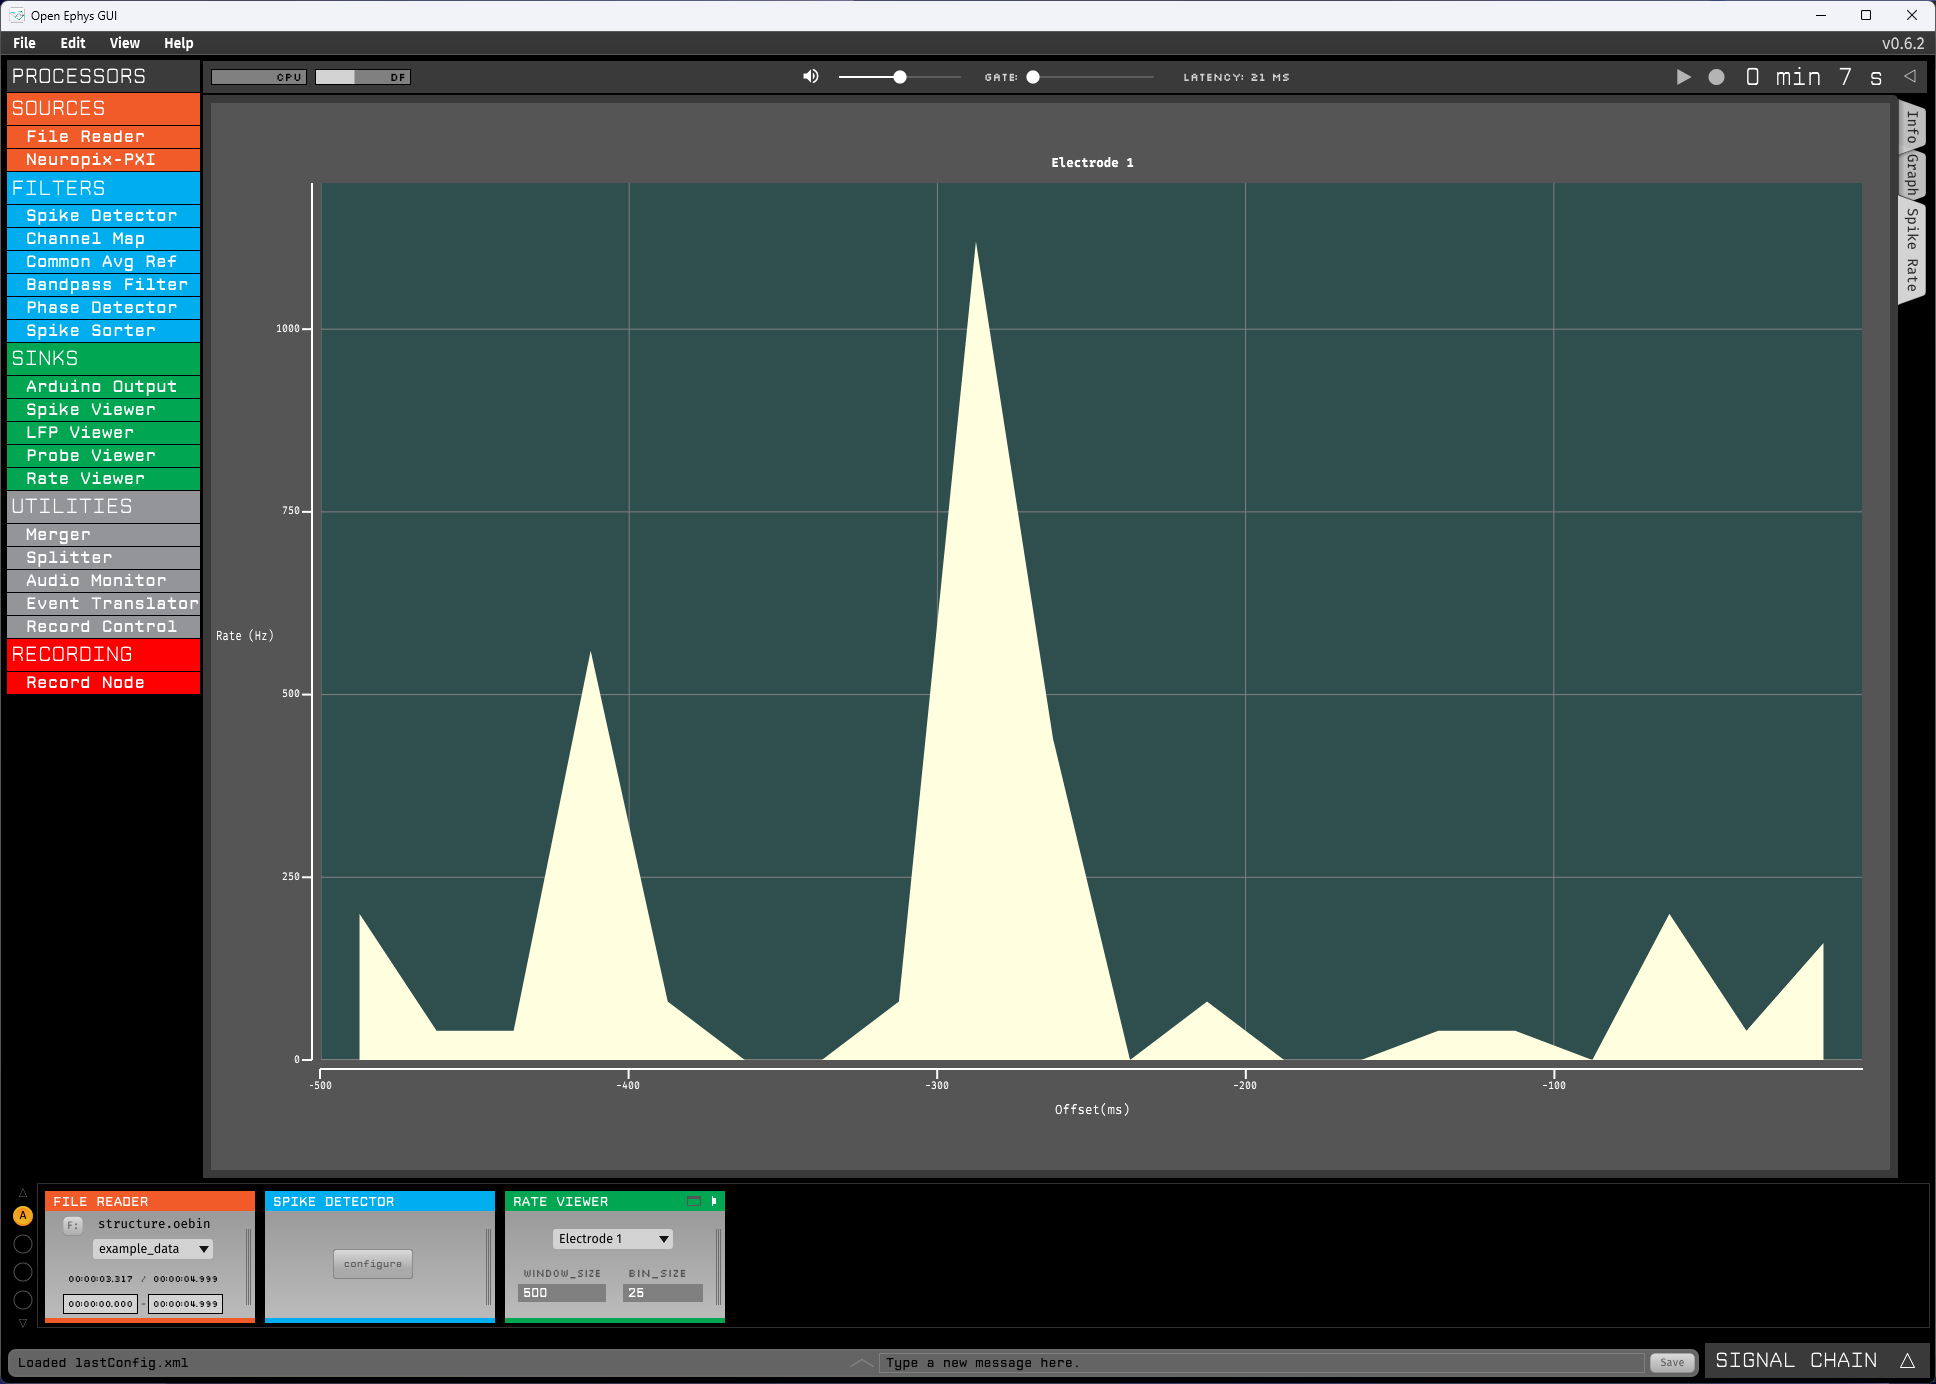 Open Ephys GUI
File Edit View Help
v0.6.2
PROCESSORS
SOURCES
File Reader
Neuropix-PXI
FILTERS
Spike Detector
Channel Map
Common Avg Ref
Bandpass Filter
Phase Detector
Spike Sorter
SINKS
Arduino Output
Spike Viewer
LFP Viewer
Probe Viewer
Rate Viewer
UTILITIES
Merger
Splitter
Audio Monitor
Event Translator
Record Control
RECORDING
Record Node
CPU DF
GATE:
LATENCY: 21 MS
0 min 7 s
Info
Graph
Spike Rate
Electrode 1
Rate (Hz)
1000
750
500
250
0
-500 -400 -300 -200 -100
Offset(ms)
A
FILE READER
F: structure.oebin
example_data
00:00:03.317 / 00:00:04.999
00:00:00.000 - 00:00:04.999
SPIKE DETECTOR
configure
RATE VIEWER
Electrode 1
WINDOW_SIZE BIN_SIZE
500 25
Loaded lastConfig.xml
Type a new message here.
Save
SIGNAL CHAIN